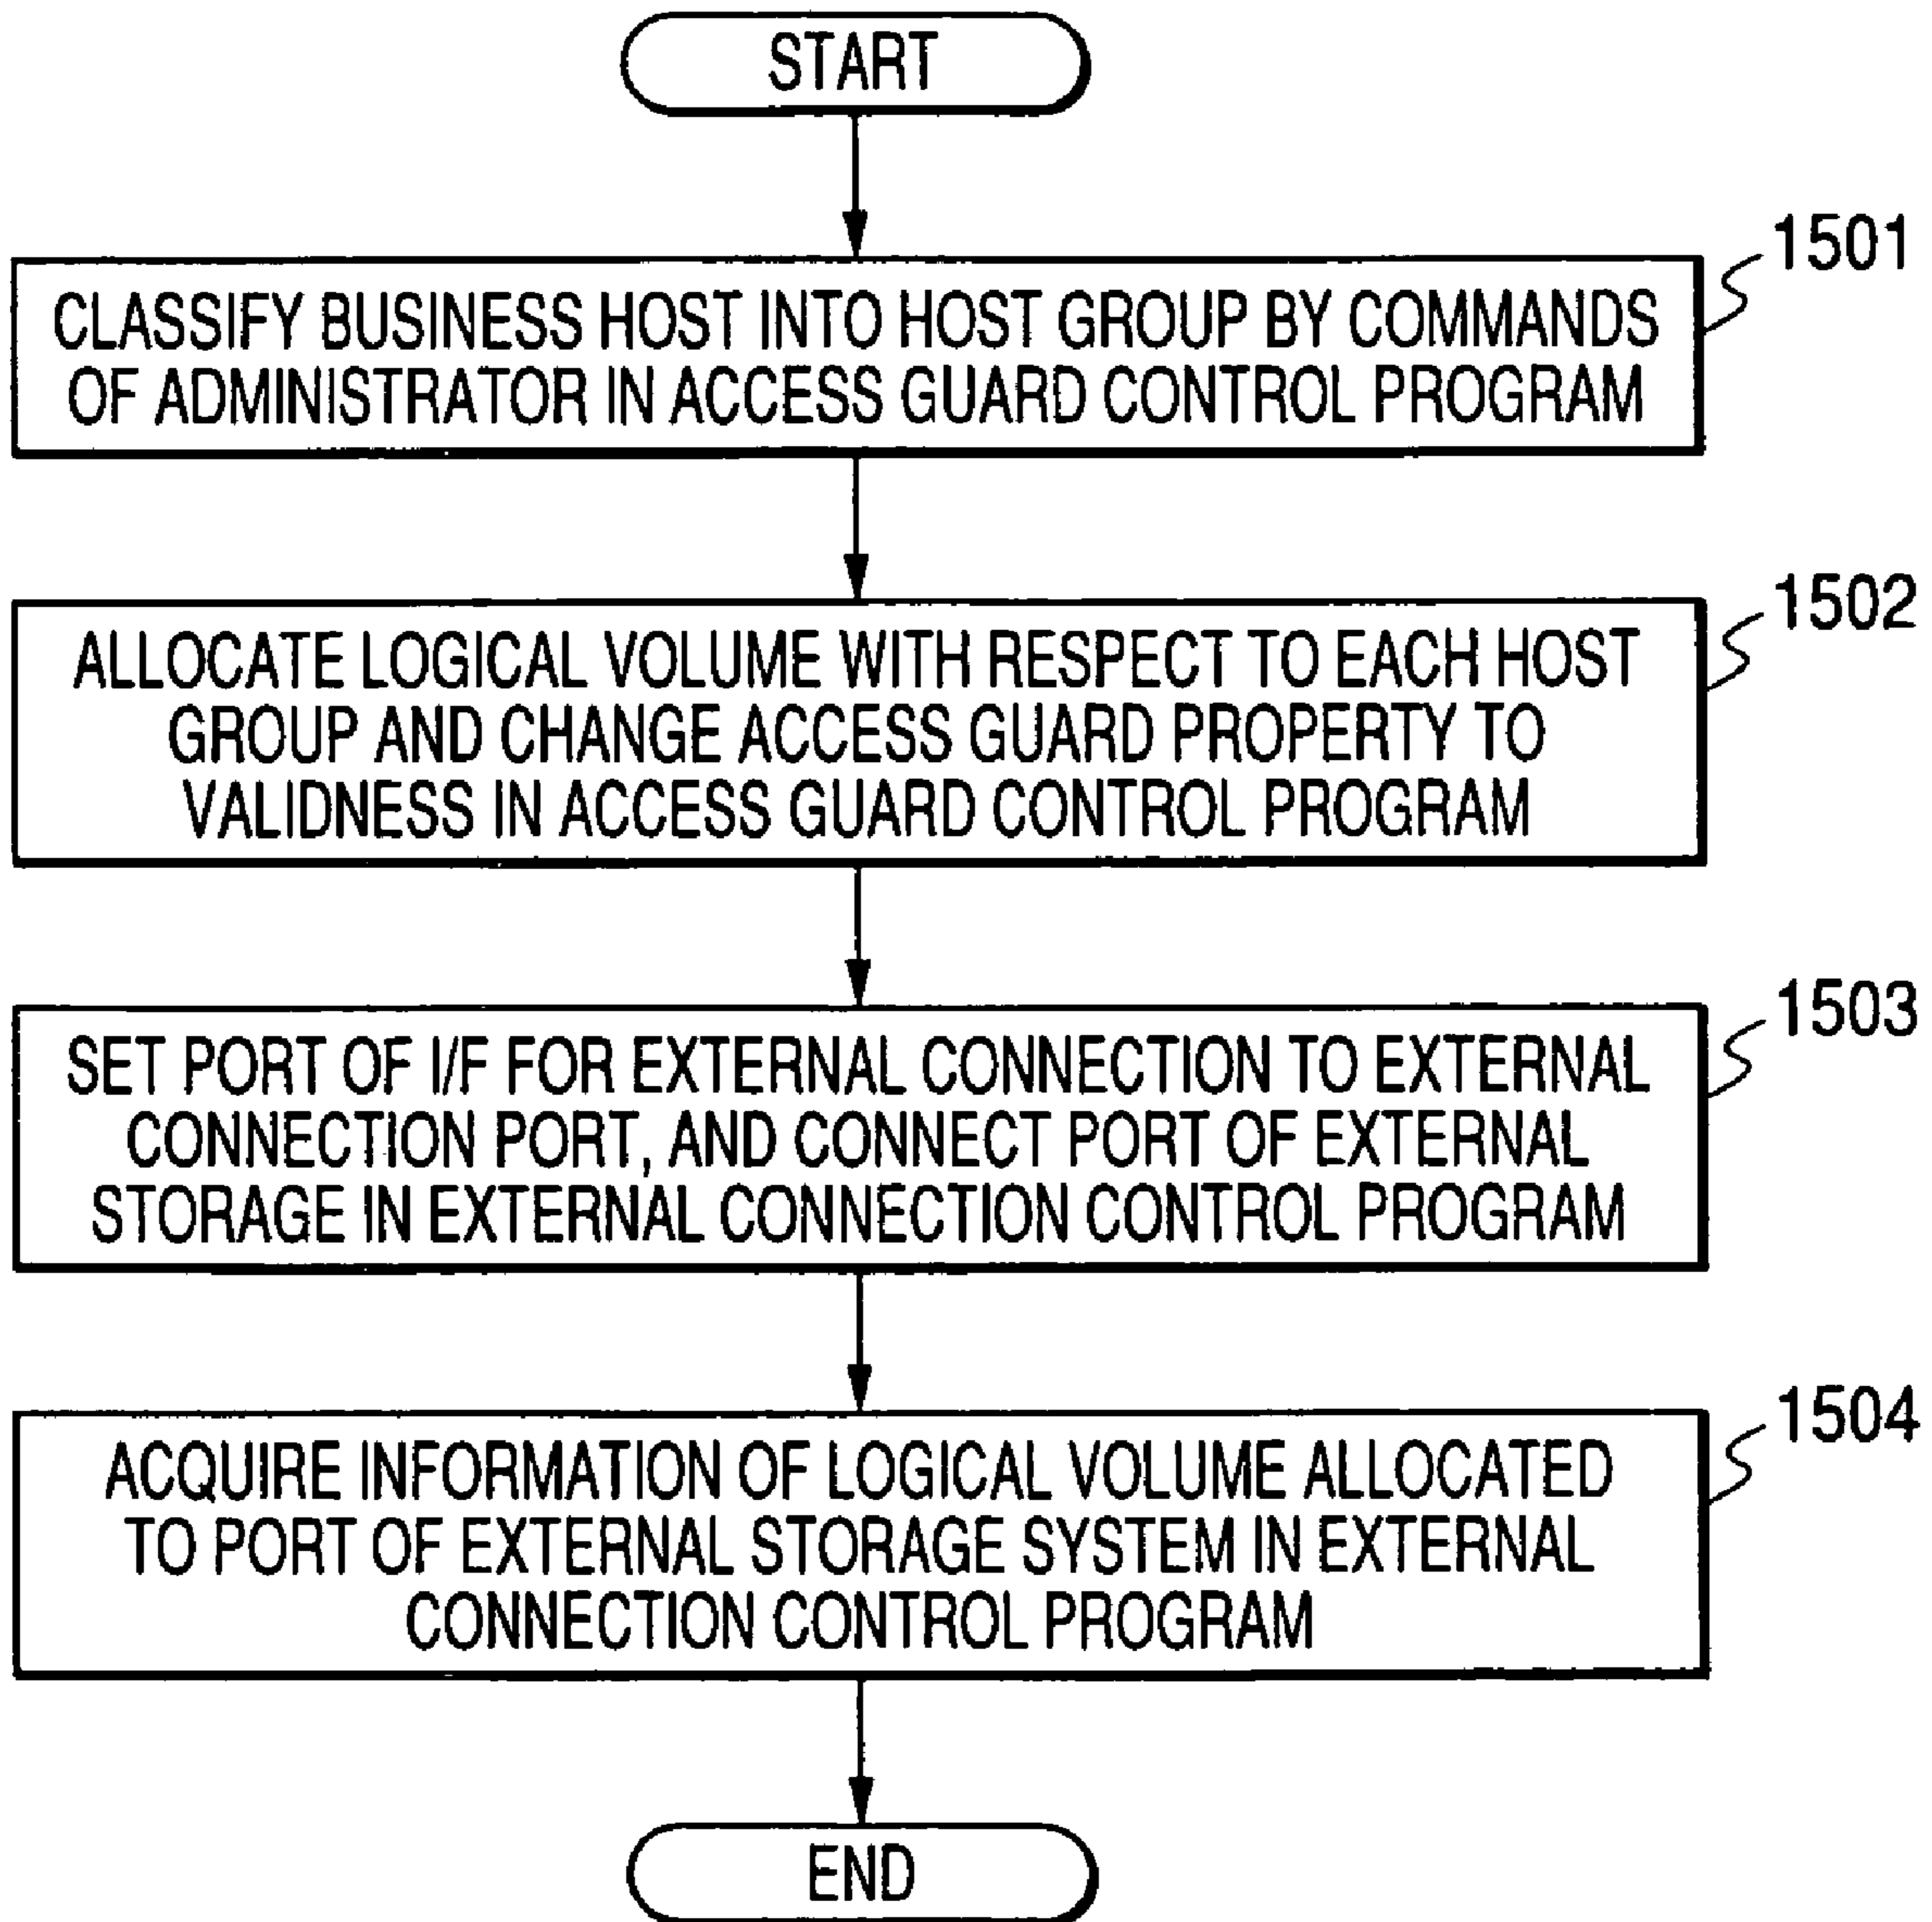 START
1501
CLASSIFY BUSINESS HOST INTO HOST GROUP BY COMMANDS
OF ADMINISTRATOR IN ACCESS GUARD CONTROL PROGRAM
1502
ALLOCATE LOGICAL VOLUME WITH RESPECT TO EACH HOST
GROUP AND CHANGE ACCESS GUARD PROPERTY TO
VALIDNESS IN ACCESS GUARD CONTROL PROGRAM
1503
SET PORT OF I/F FOR EXTERNAL CONNECTION TO EXTERNAL
CONNECTION PORT, AND CONNECT PORT OF EXTERNAL
STORAGE IN EXTERNAL CONNECTION CONTROL PROGRAM
1504
ACQUIRE INFORMATION OF LOGICAL VOLUME ALLOCATED
TO PORT OF EXTERNAL STORAGE SYSTEM IN EXTERNAL
CONNECTION CONTROL PROGRAM
END